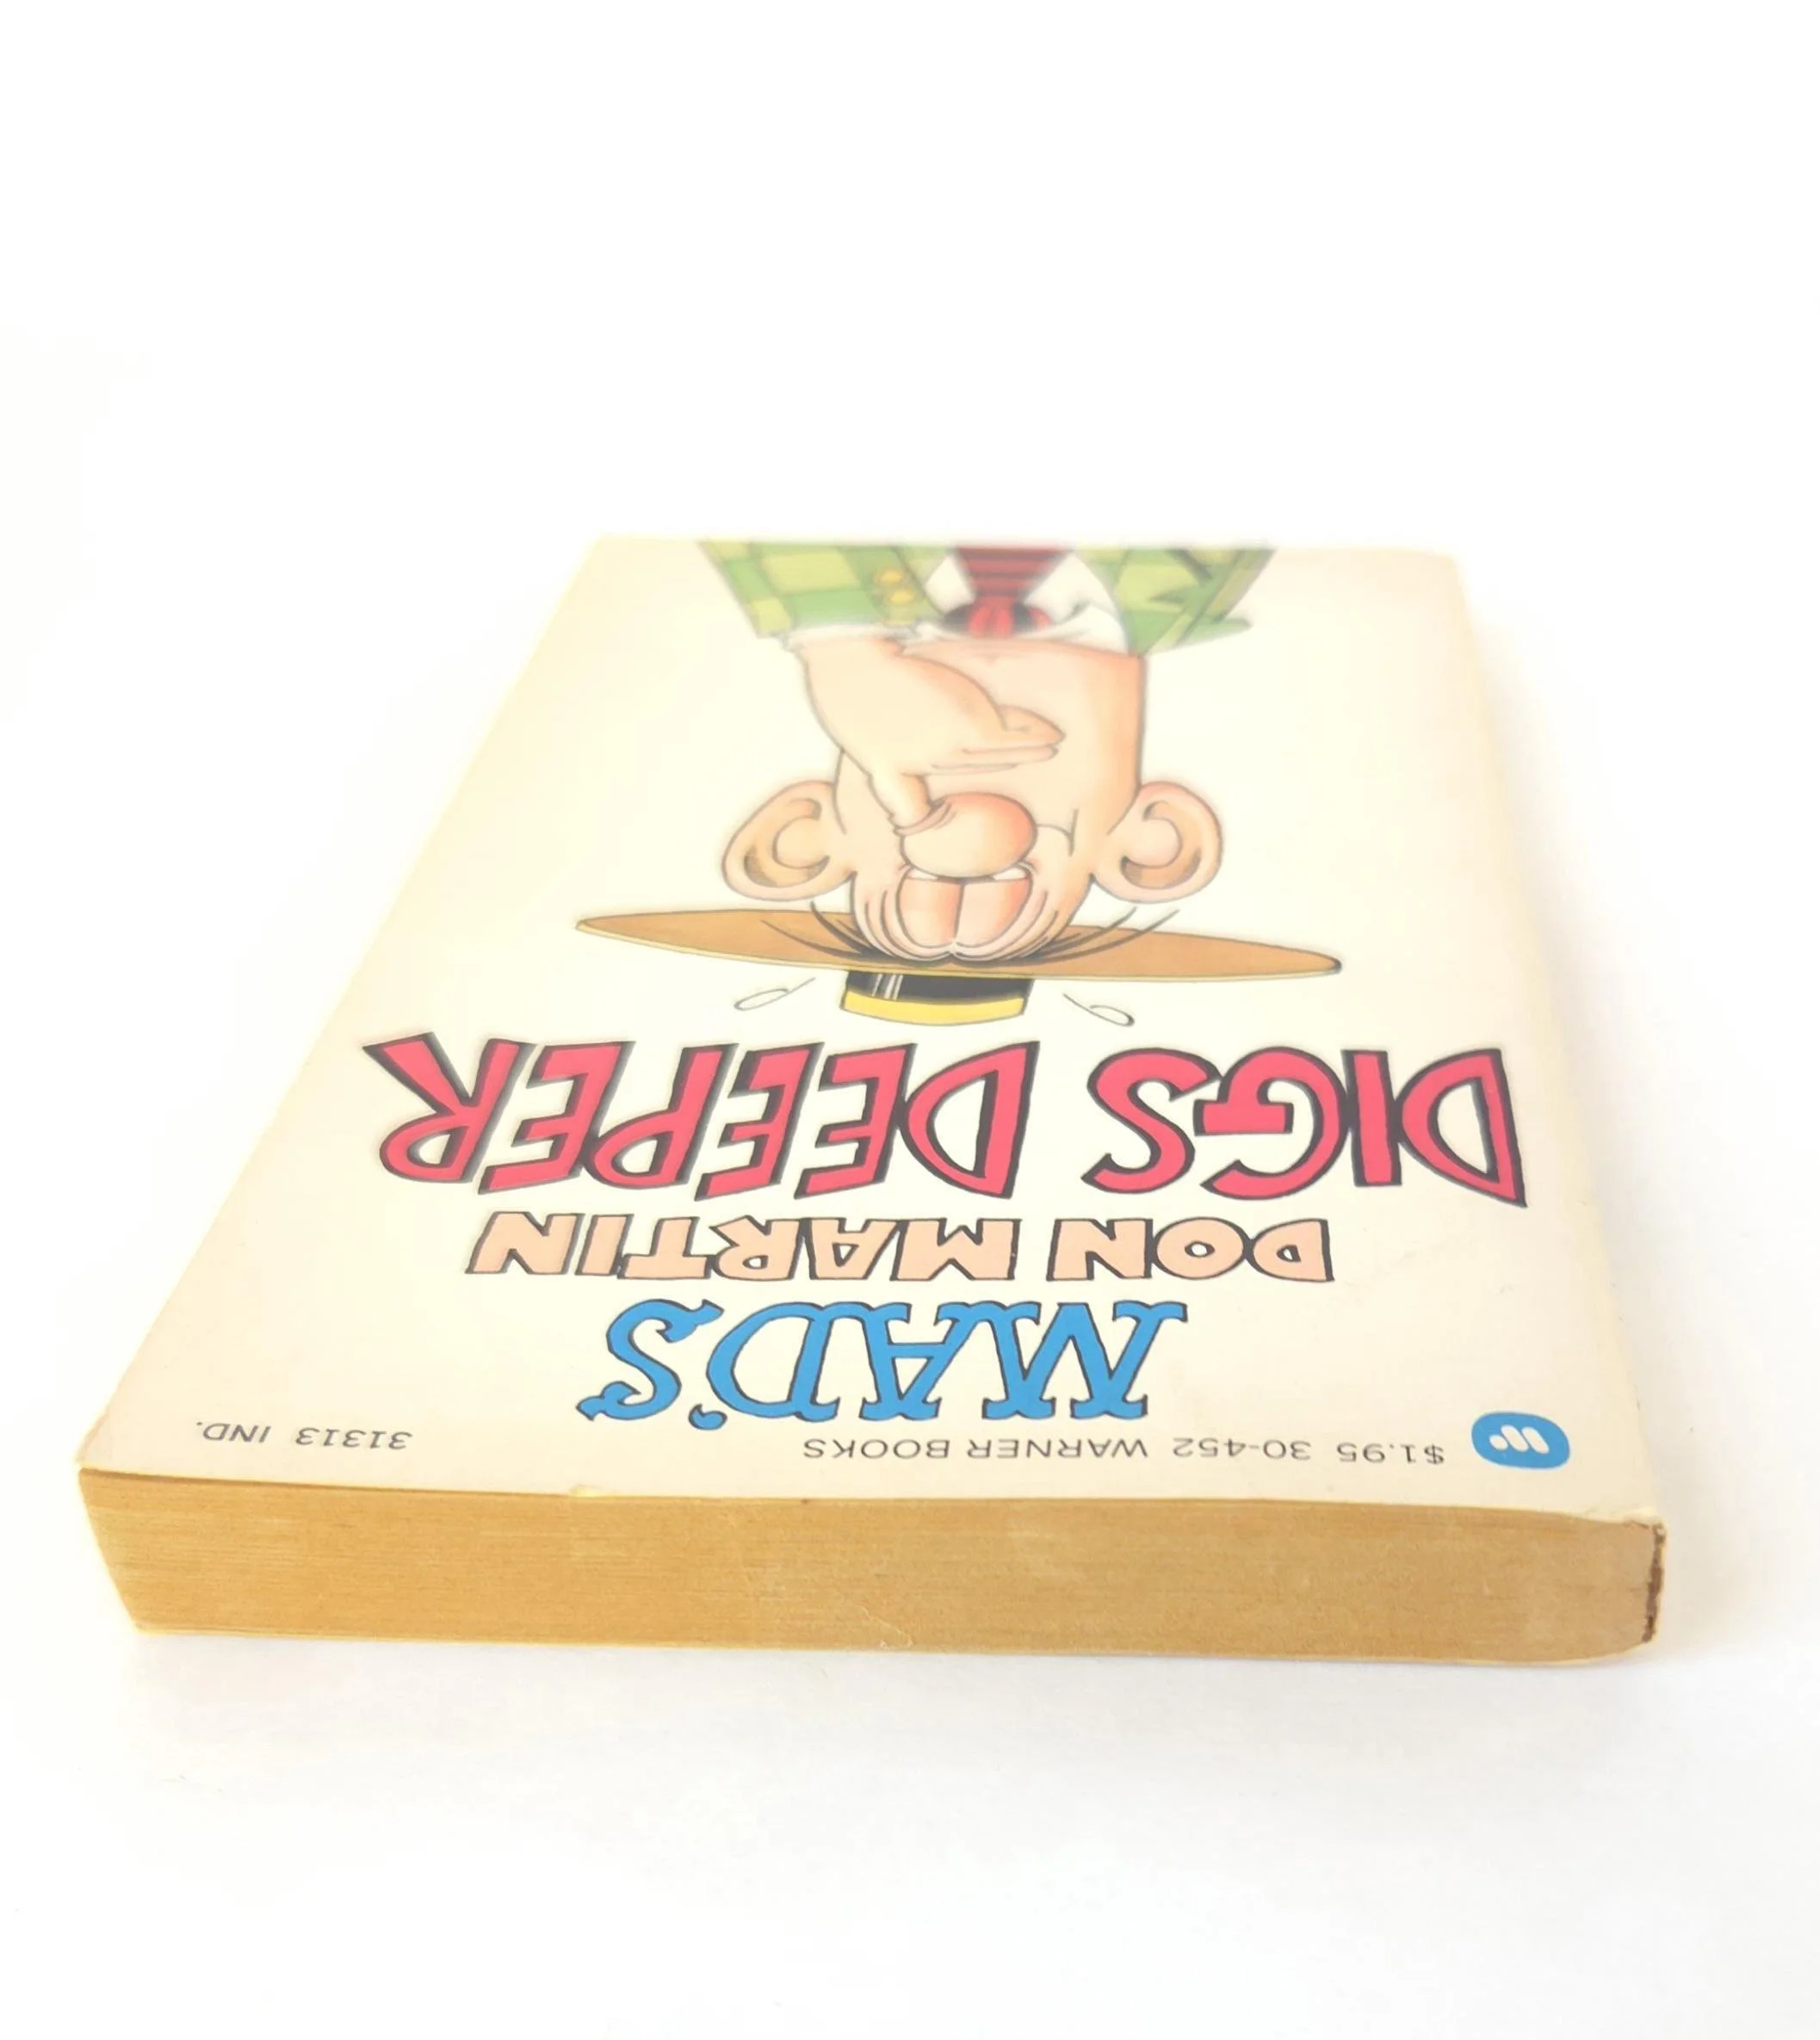 $1.95 30-452 WARNER BOOKS 31313 IND.
MAD'S
DON MARTIN
DIGS DEEPER